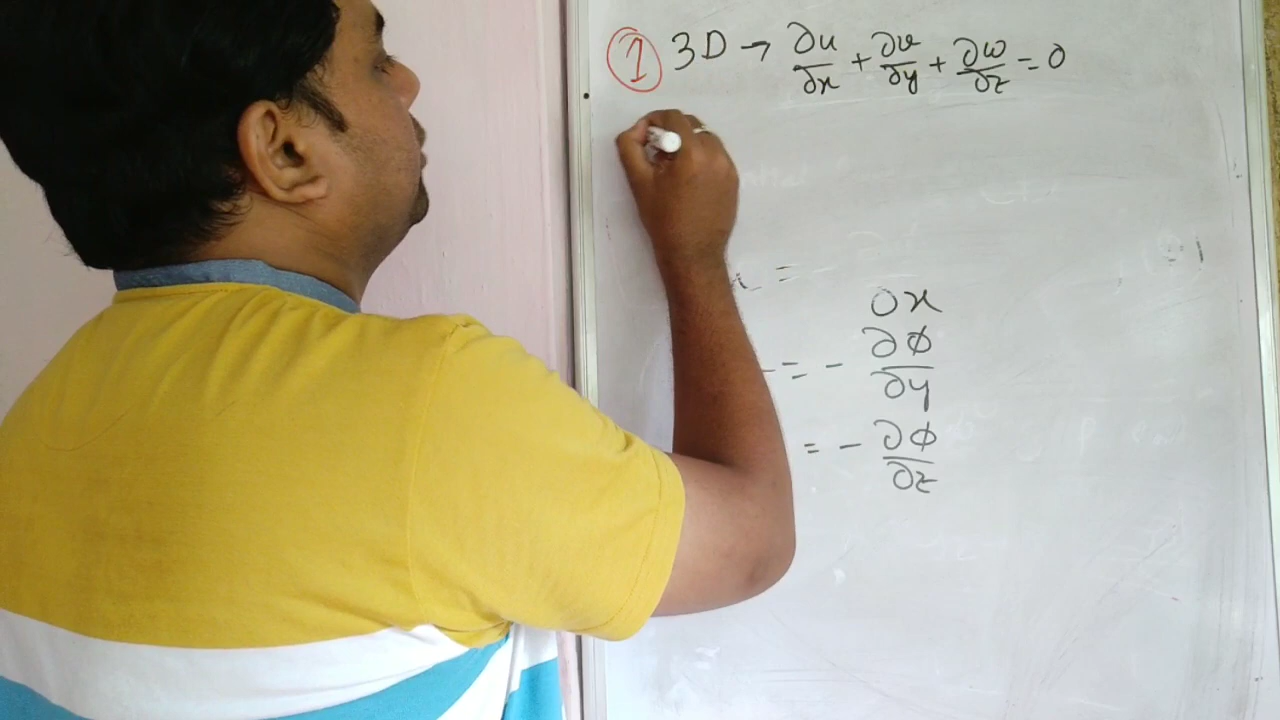 ① 3D → ∂u/∂x + ∂v/∂y + ∂w/∂z = 0
= -
∂x
= - ∂φ/∂y
= - ∂φ/∂z